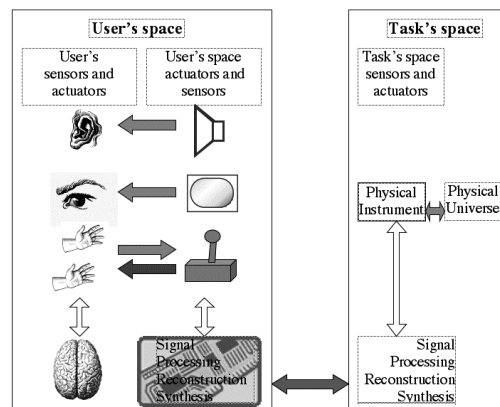 User's space
User's
sensors and
actuators
User's space
actuators and
sensors
Signal
Processing
Reconstruction
Synthesis
Task's space
Task's space
sensors and
actuators
Physical
Instrument
Physical
Universe
Signal
Processing
Reconstruction
Synthesis